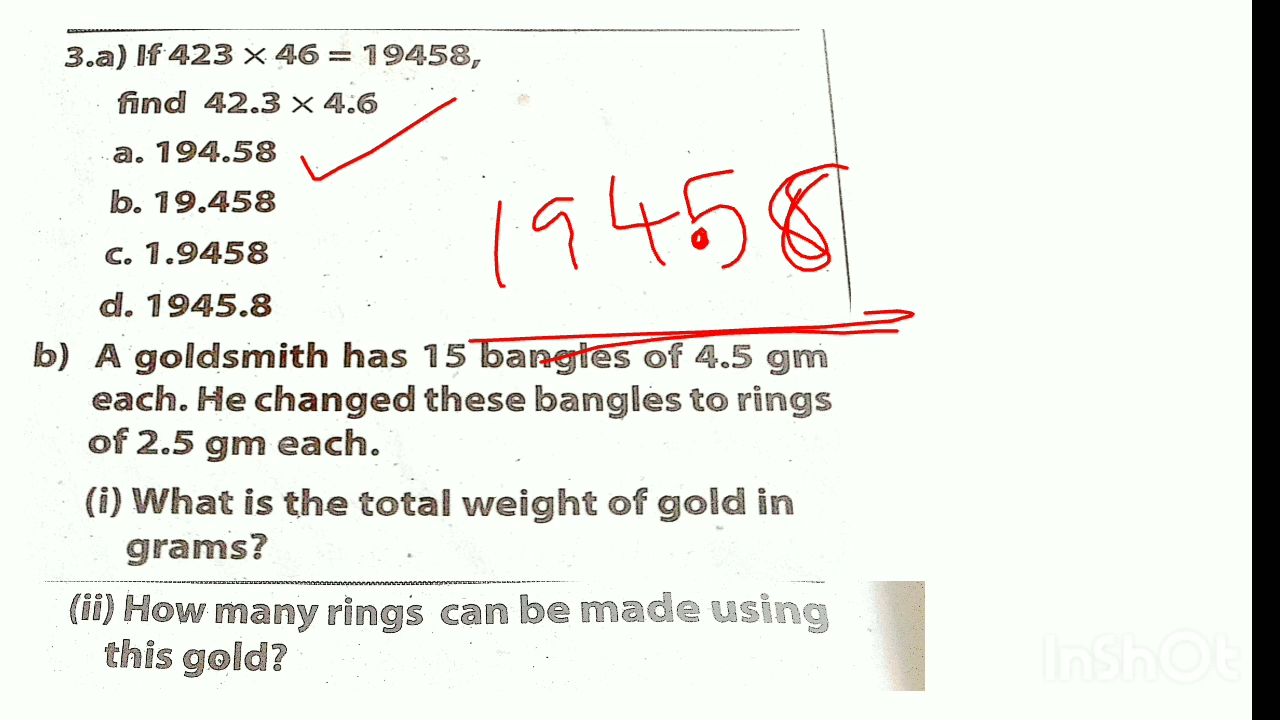 3.a) If 423 × 46 = 19458,
find 42.3 × 4.6
a. 194.58
b. 19.458
c. 1.9458
d. 1945.8
194.58
b) A goldsmith has 15 bangles of 4.5 gm
each. He changed these bangles to rings
of 2.5 gm each.
(i) What is the total weight of gold in
grams?
(ii) How many rings can be made using
this gold?
InShOt